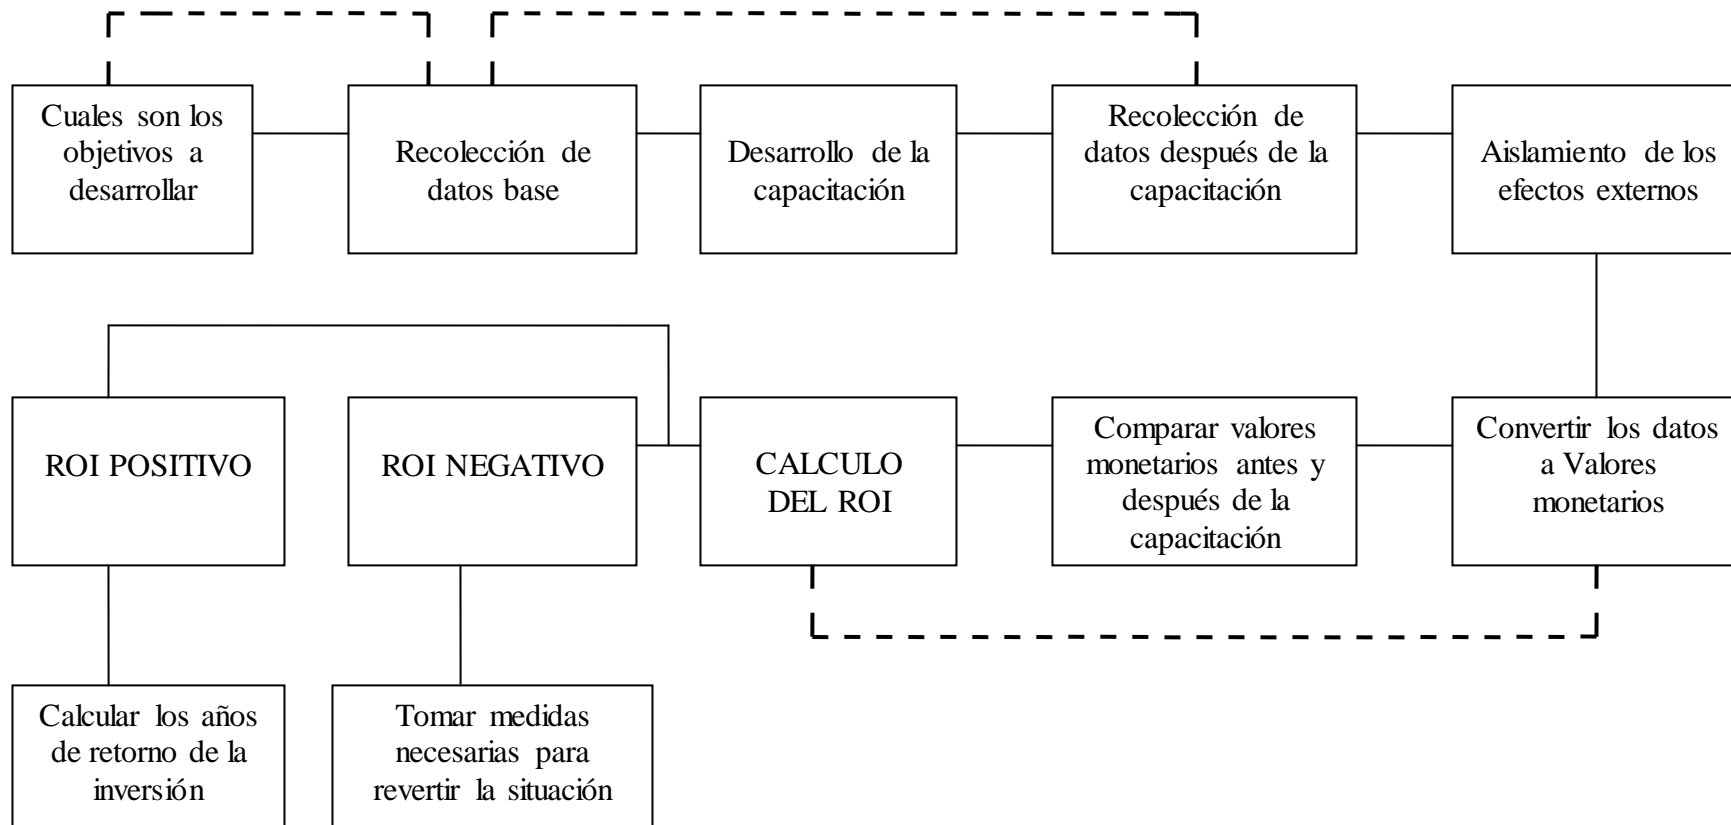 Cuales son los
objetivos a
desarrollar
Recolección de
datos base
Desarrollo de la
capacitación
Recolección de
datos después de la
capacitación
Aislamiento de los
efectos externos
ROI POSITIVO
ROI NEGATIVO
CALCULO
DEL ROI
Comparar valores
monetarios antes y
después de la
capacitación
Convertir los datos
a Valores
monetarios
Calcular los años
de retorno de la
inversión
Tomar medidas
necesarias para
revertir la situación